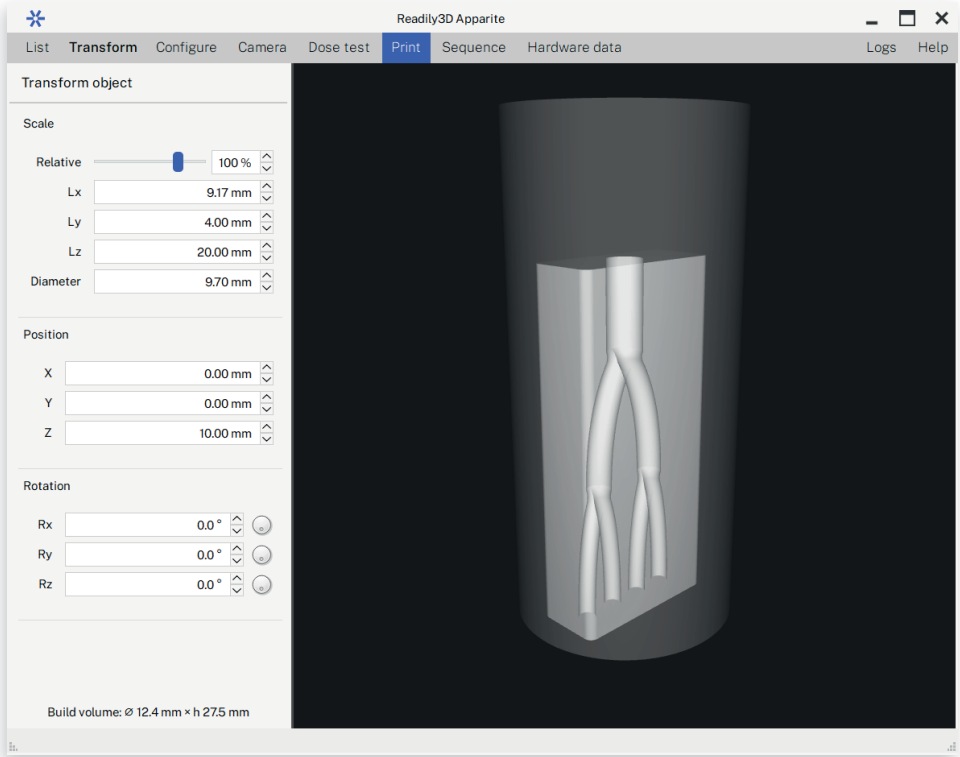 Readily3D Apparite
List Transform Configure Camera Dose test Print Sequence Hardware data Logs Help
Transform object
Scale
Relative 100 %
Lx 9.17 mm
Ly 4.00 mm
Lz 20.00 mm
Diameter 9.70 mm
Position
X 0.00 mm
Y 0.00 mm
Z 10.00 mm
Rotation
Rx 0.0 °
Ry 0.0 °
Rz 0.0 °
Build volume: Ø 12.4 mm × h 27.5 mm